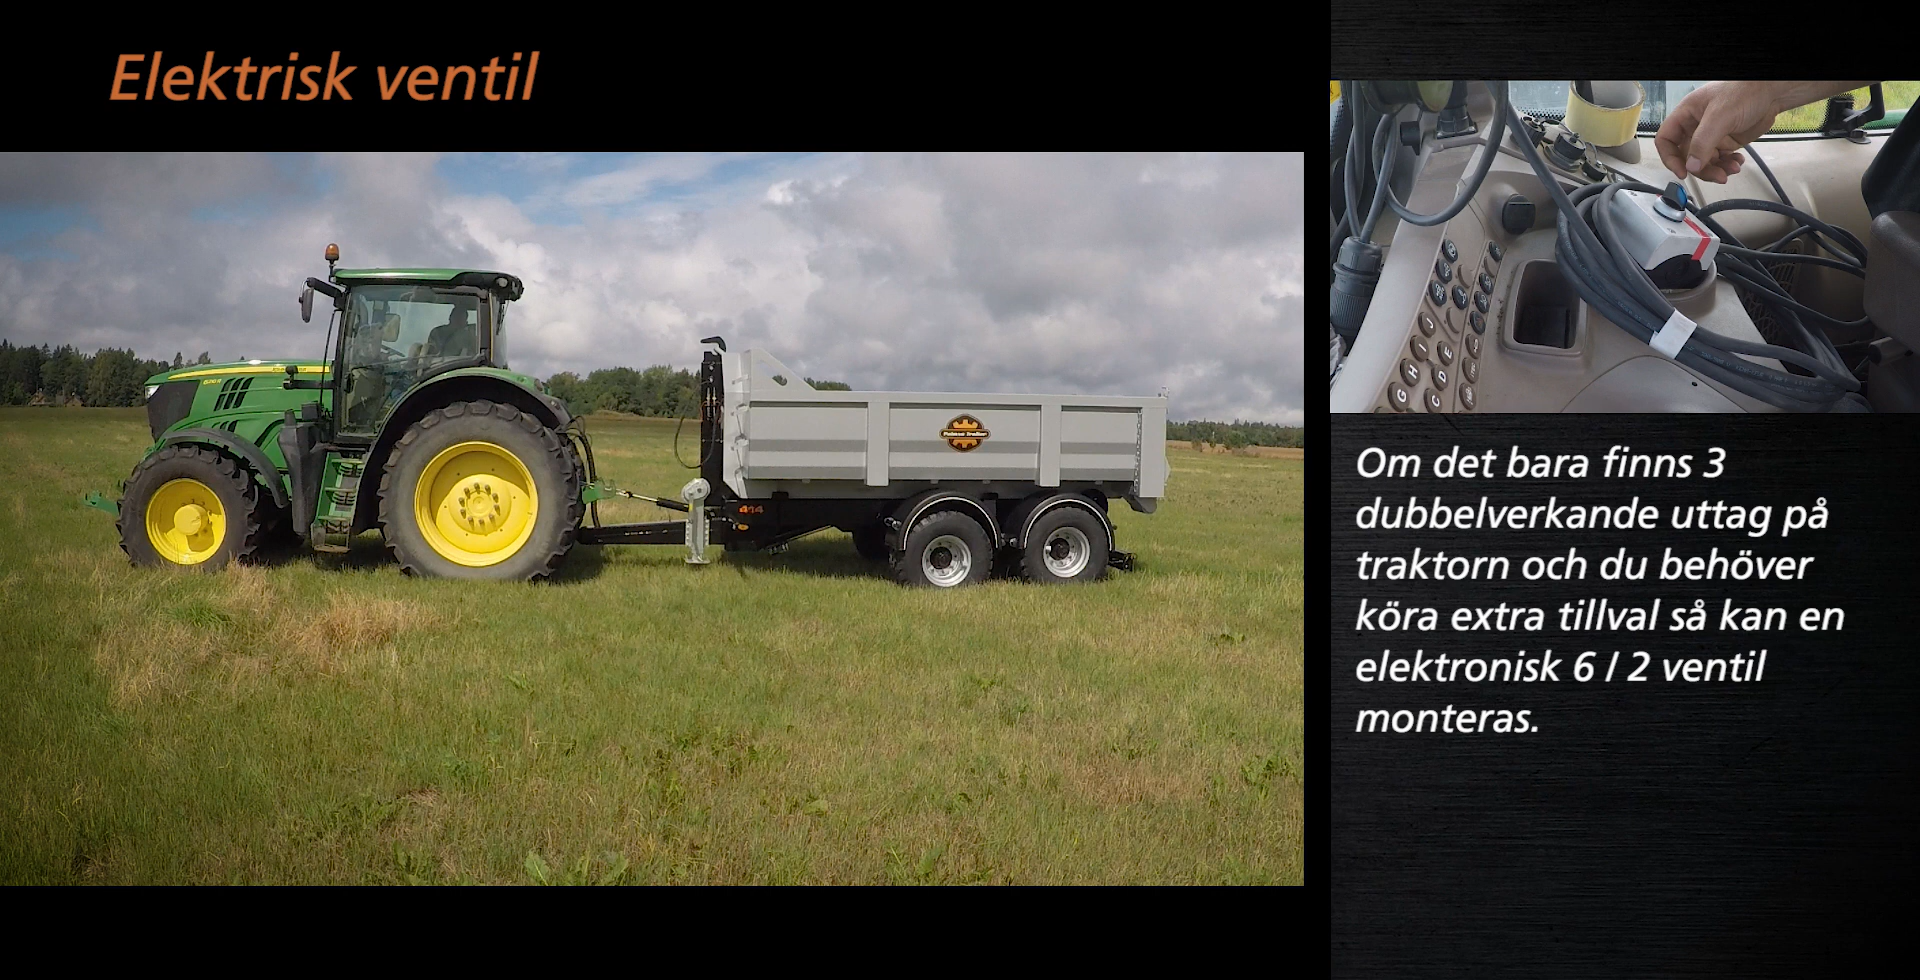 Elektrisk ventil
414
Om det bara finns 3
dubbelverkande uttag på
traktorn och du behöver
köra extra tillval så kan en
elektronisk 6 / 2 ventil
monteras.